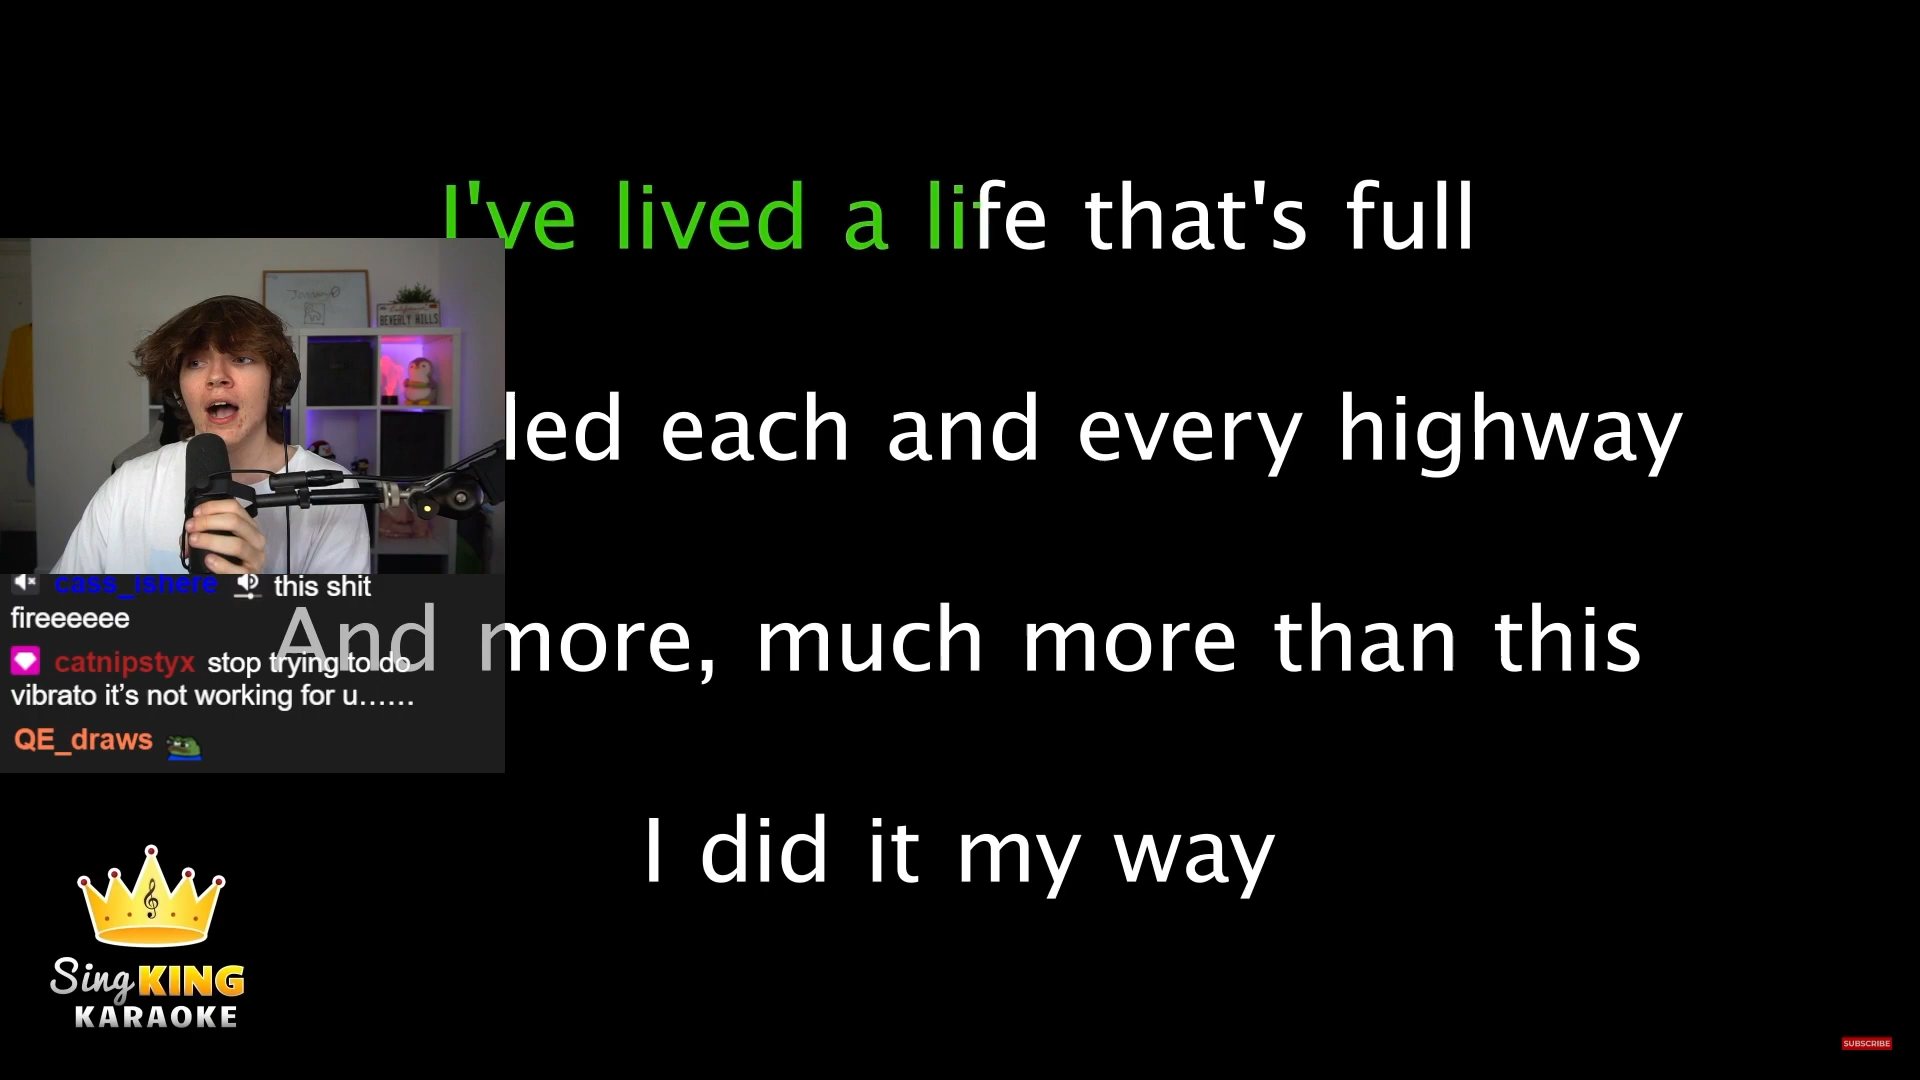 I've lived a life that's full
led each and every highway
And more, much more than this
I did it my way
BEVERLY HILLS
cass_ishere this shit
fireeeeee
catnipstyx stop trying to do
vibrato it's not working for u......
QE_draws
Sing KING
KARAOKE
SUBSCRIBE